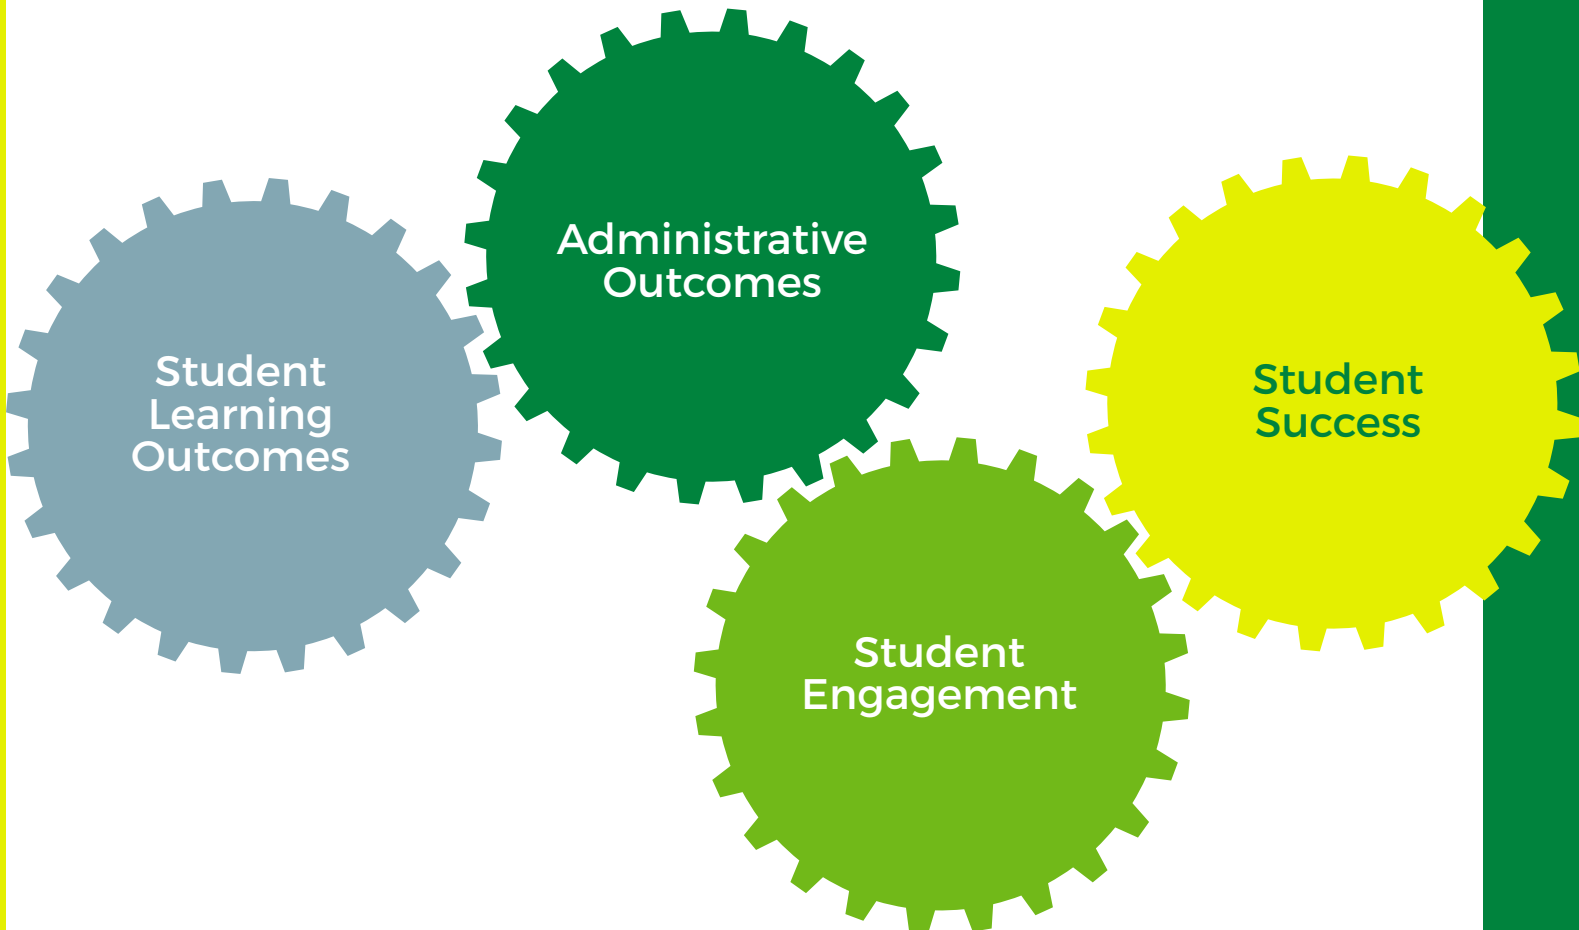 Student
Learning
Outcomes
Administrative
Outcomes
Student
Engagement
Student
Success